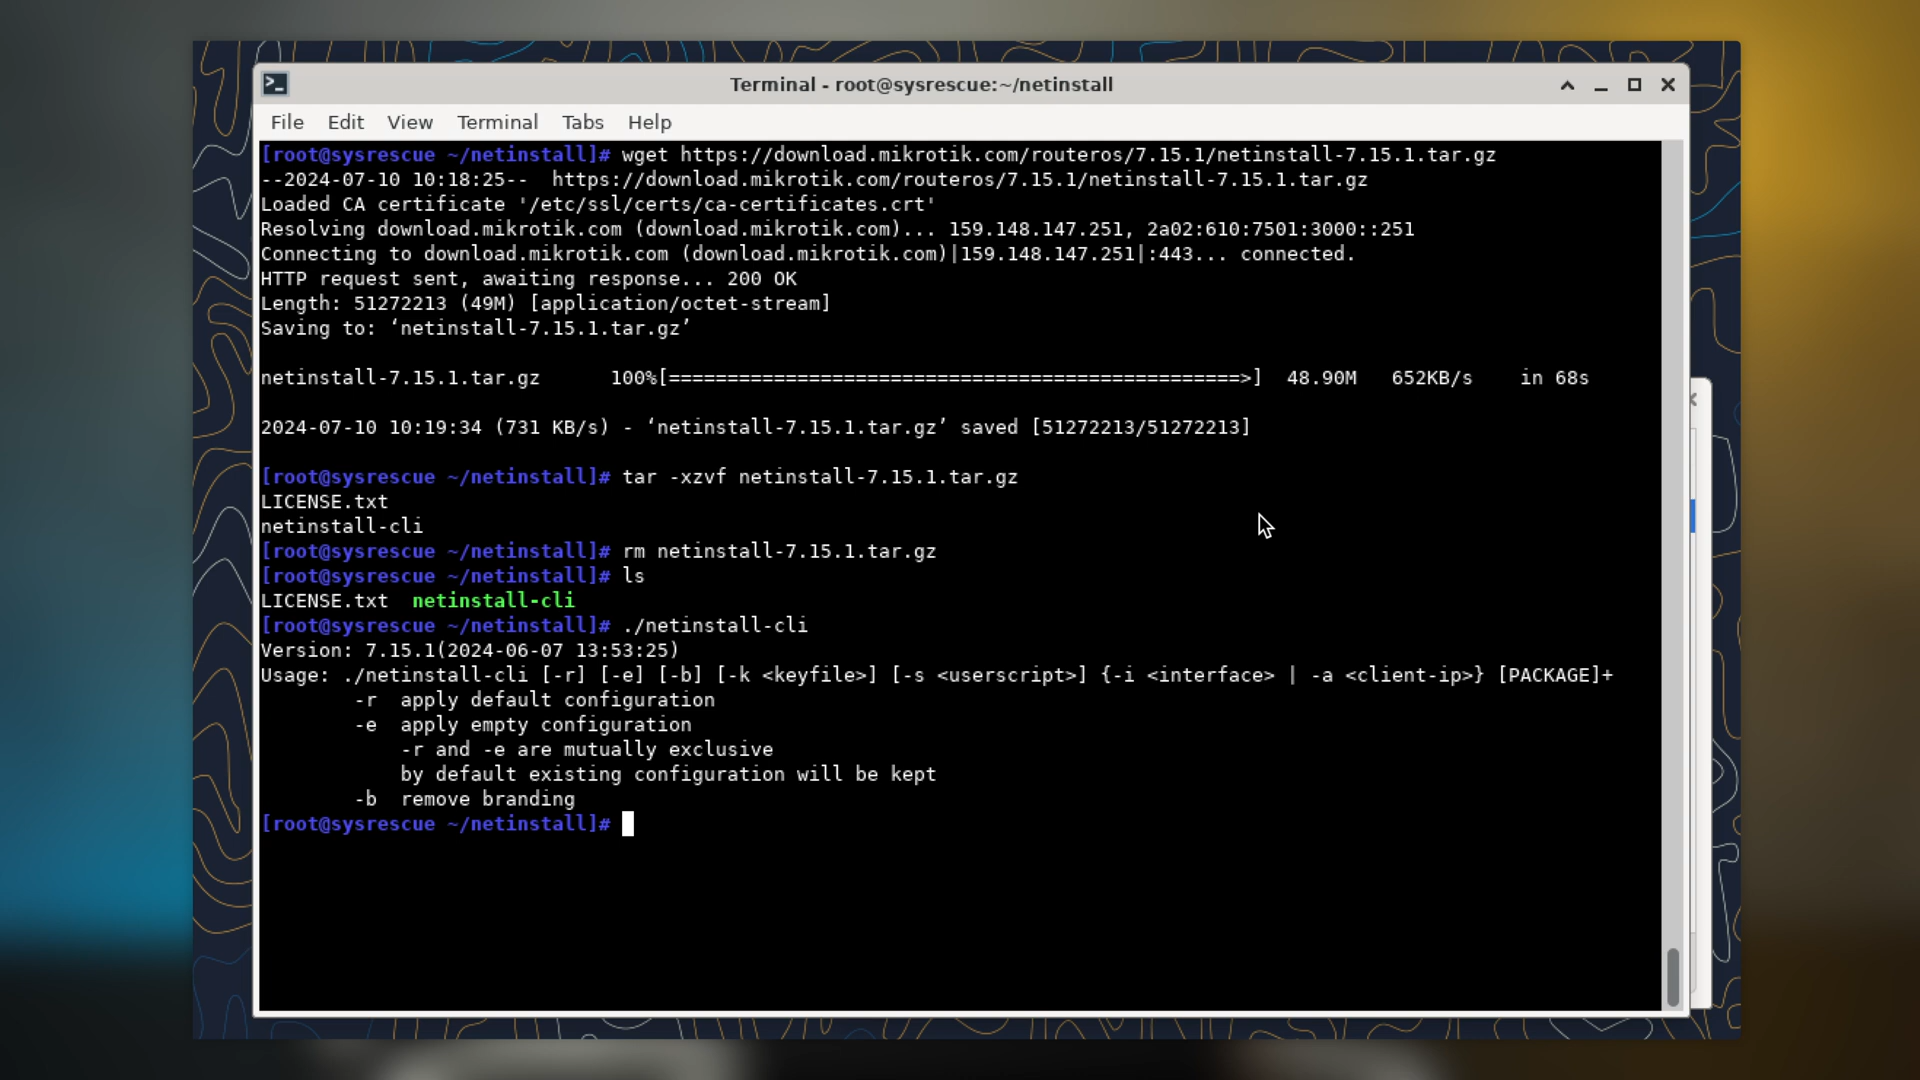 Terminal - root@sysrescue:~/netinstall
File Edit View Terminal Tabs Help
[root@sysrescue ~/netinstall]# wget https://download.mikrotik.com/routeros/7.15.1/netinstall-7.15.1.tar.gz
--2024-07-10 10:18:25--  https://download.mikrotik.com/routeros/7.15.1/netinstall-7.15.1.tar.gz
Loaded CA certificate '/etc/ssl/certs/ca-certificates.crt'
Resolving download.mikrotik.com (download.mikrotik.com)... 159.148.147.251, 2a02:610:7501:3000::251
Connecting to download.mikrotik.com (download.mikrotik.com)|159.148.147.251|:443... connected.
HTTP request sent, awaiting response... 200 OK
Length: 51272213 (49M) [application/octet-stream]
Saving to: ‘netinstall-7.15.1.tar.gz’
netinstall-7.15.1.tar.gz      100%[=================================================>]  48.90M   652KB/s    in 68s
2024-07-10 10:19:34 (731 KB/s) - ‘netinstall-7.15.1.tar.gz’ saved [51272213/51272213]
[root@sysrescue ~/netinstall]# tar -xzvf netinstall-7.15.1.tar.gz
LICENSE.txt
netinstall-cli
[root@sysrescue ~/netinstall]# rm netinstall-7.15.1.tar.gz
[root@sysrescue ~/netinstall]# ls
LICENSE.txt  netinstall-cli
[root@sysrescue ~/netinstall]# ./netinstall-cli
Version: 7.15.1(2024-06-07 13:53:25)
Usage: ./netinstall-cli [-r] [-e] [-b] [-k <keyfile>] [-s <userscript>] {-i <interface> | -a <client-ip>} [PACKAGE]+
        -r  apply default configuration
        -e  apply empty configuration
            -r and -e are mutually exclusive
            by default existing configuration will be kept
        -b  remove branding
[root@sysrescue ~/netinstall]#